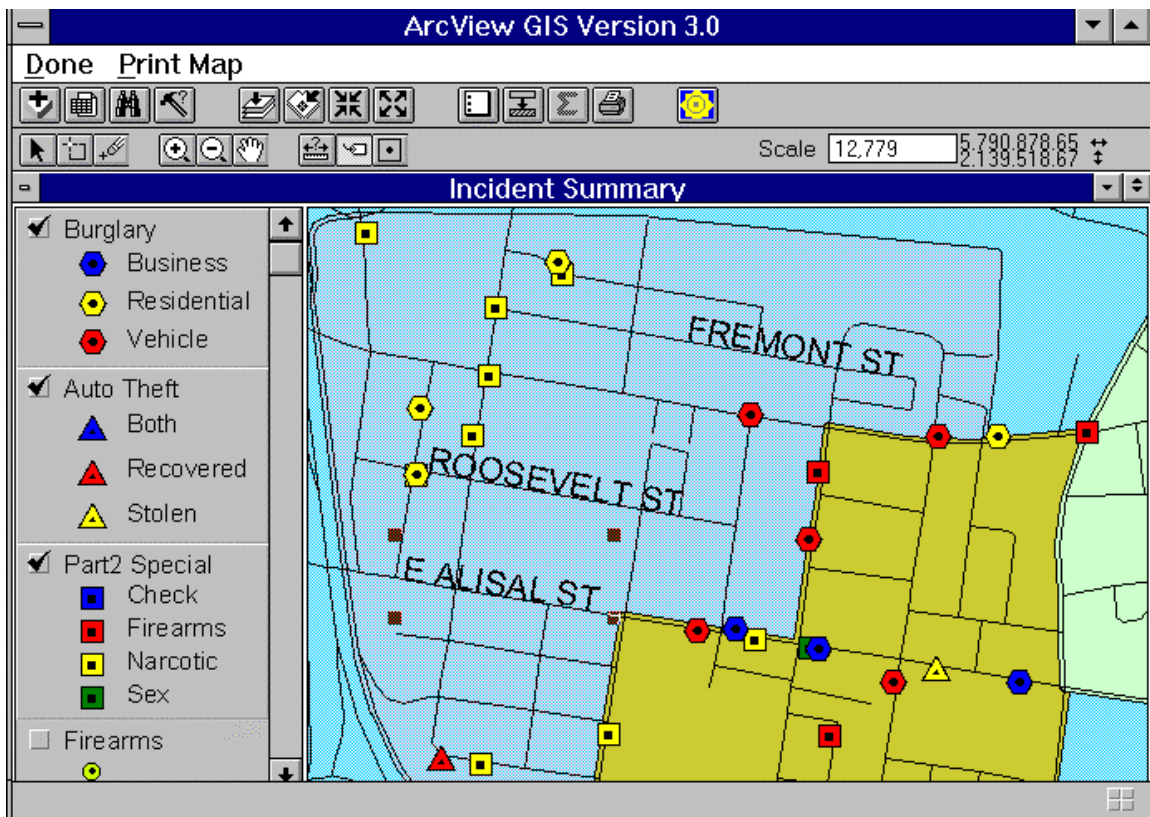 ArcView GIS Version 3.0
Done Print Map
Scale 12,779 5,790,878.65
2,139,518.67
Incident Summary
Burglary
Business
Residential
Vehicle
Auto Theft
Both
Recovered
Stolen
Part2 Special
Check
Firearms
Narcotic
Sex
Firearms
FREMONT ST
ROOSEVELT ST
E ALISAL ST